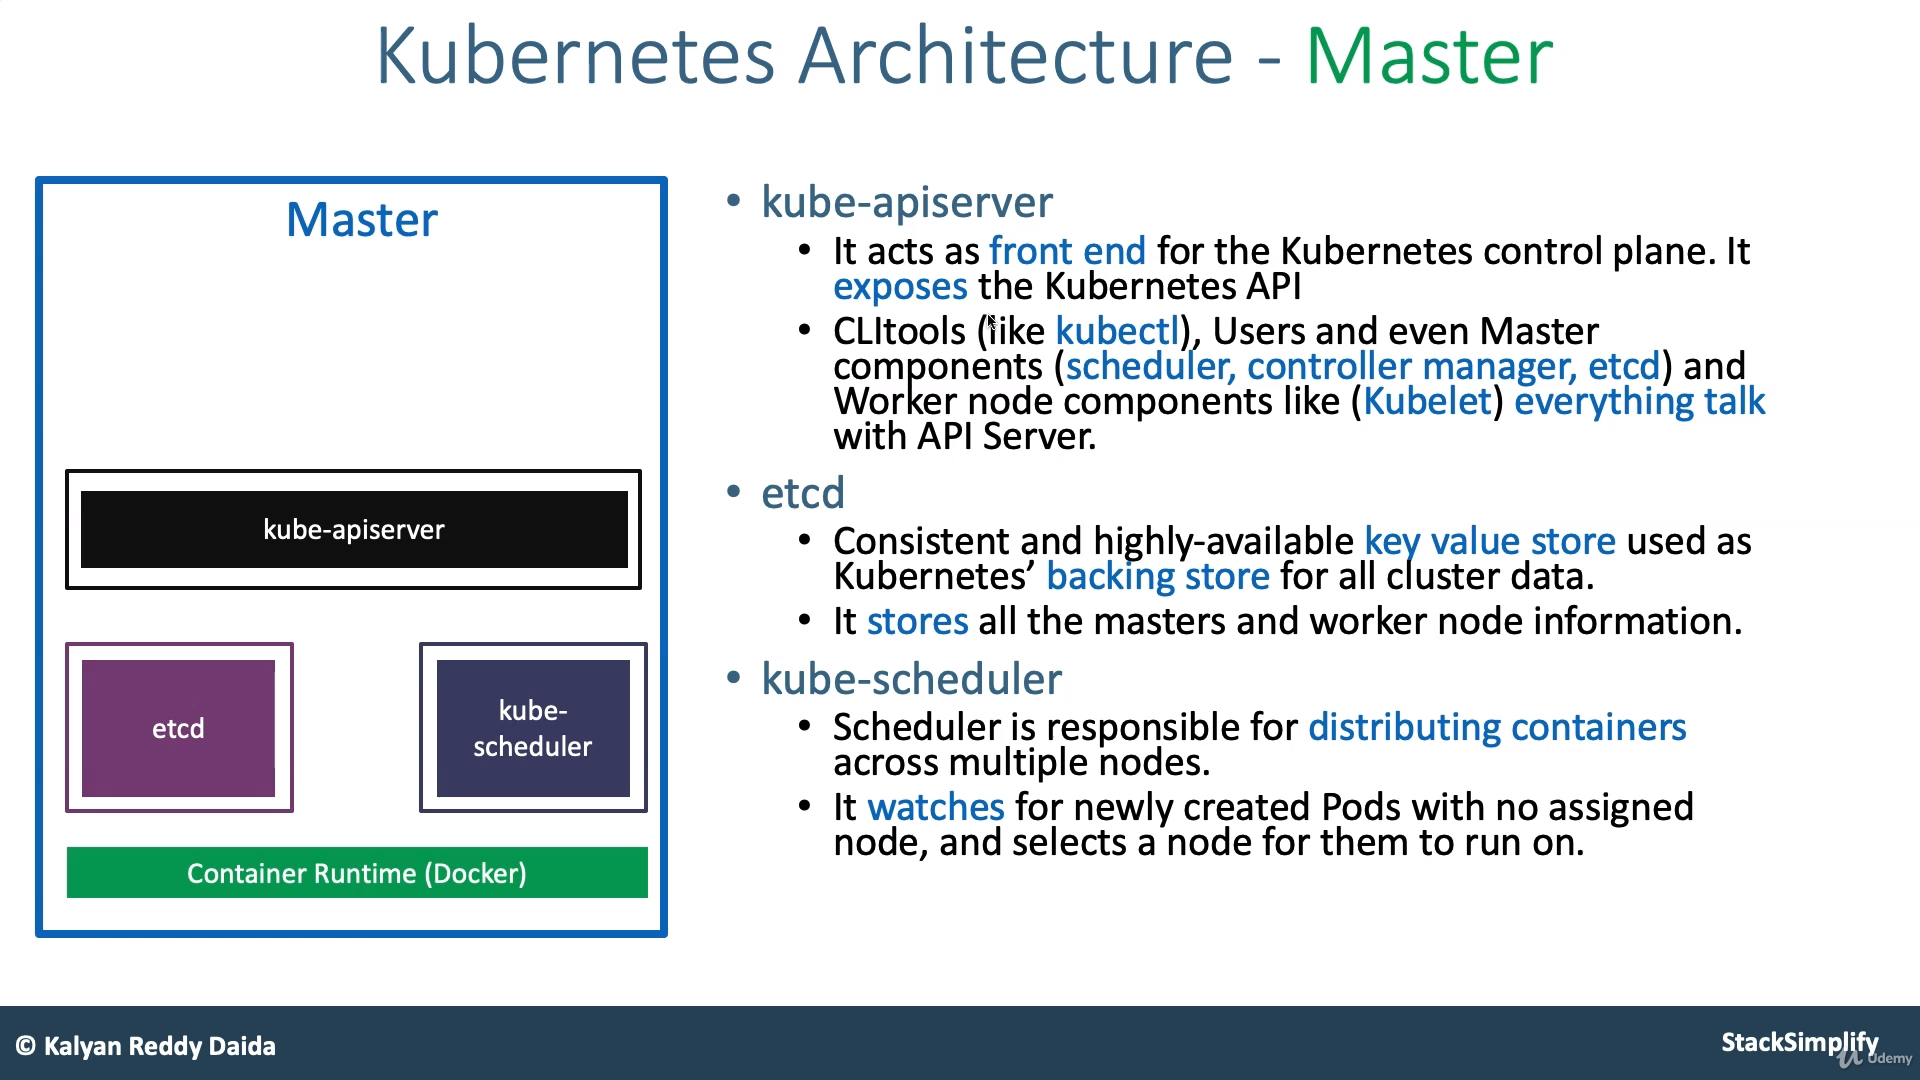 Kubernetes Architecture - Master
Master
kube-apiserver
etcd
kube-
scheduler
Container Runtime (Docker)
• kube-apiserver
• It acts as front end for the Kubernetes control plane. It
exposes the Kubernetes API
• CLItools (like kubectl), Users and even Master
components (scheduler, controller manager, etcd) and
Worker node components like (Kubelet) everything talk
with API Server.
• etcd
• Consistent and highly-available key value store used as
Kubernetes’ backing store for all cluster data.
• It stores all the masters and worker node information.
• kube-scheduler
• Scheduler is responsible for distributing containers
across multiple nodes.
• It watches for newly created Pods with no assigned
node, and selects a node for them to run on.
© Kalyan Reddy Daida
StackSimplify
Udemy